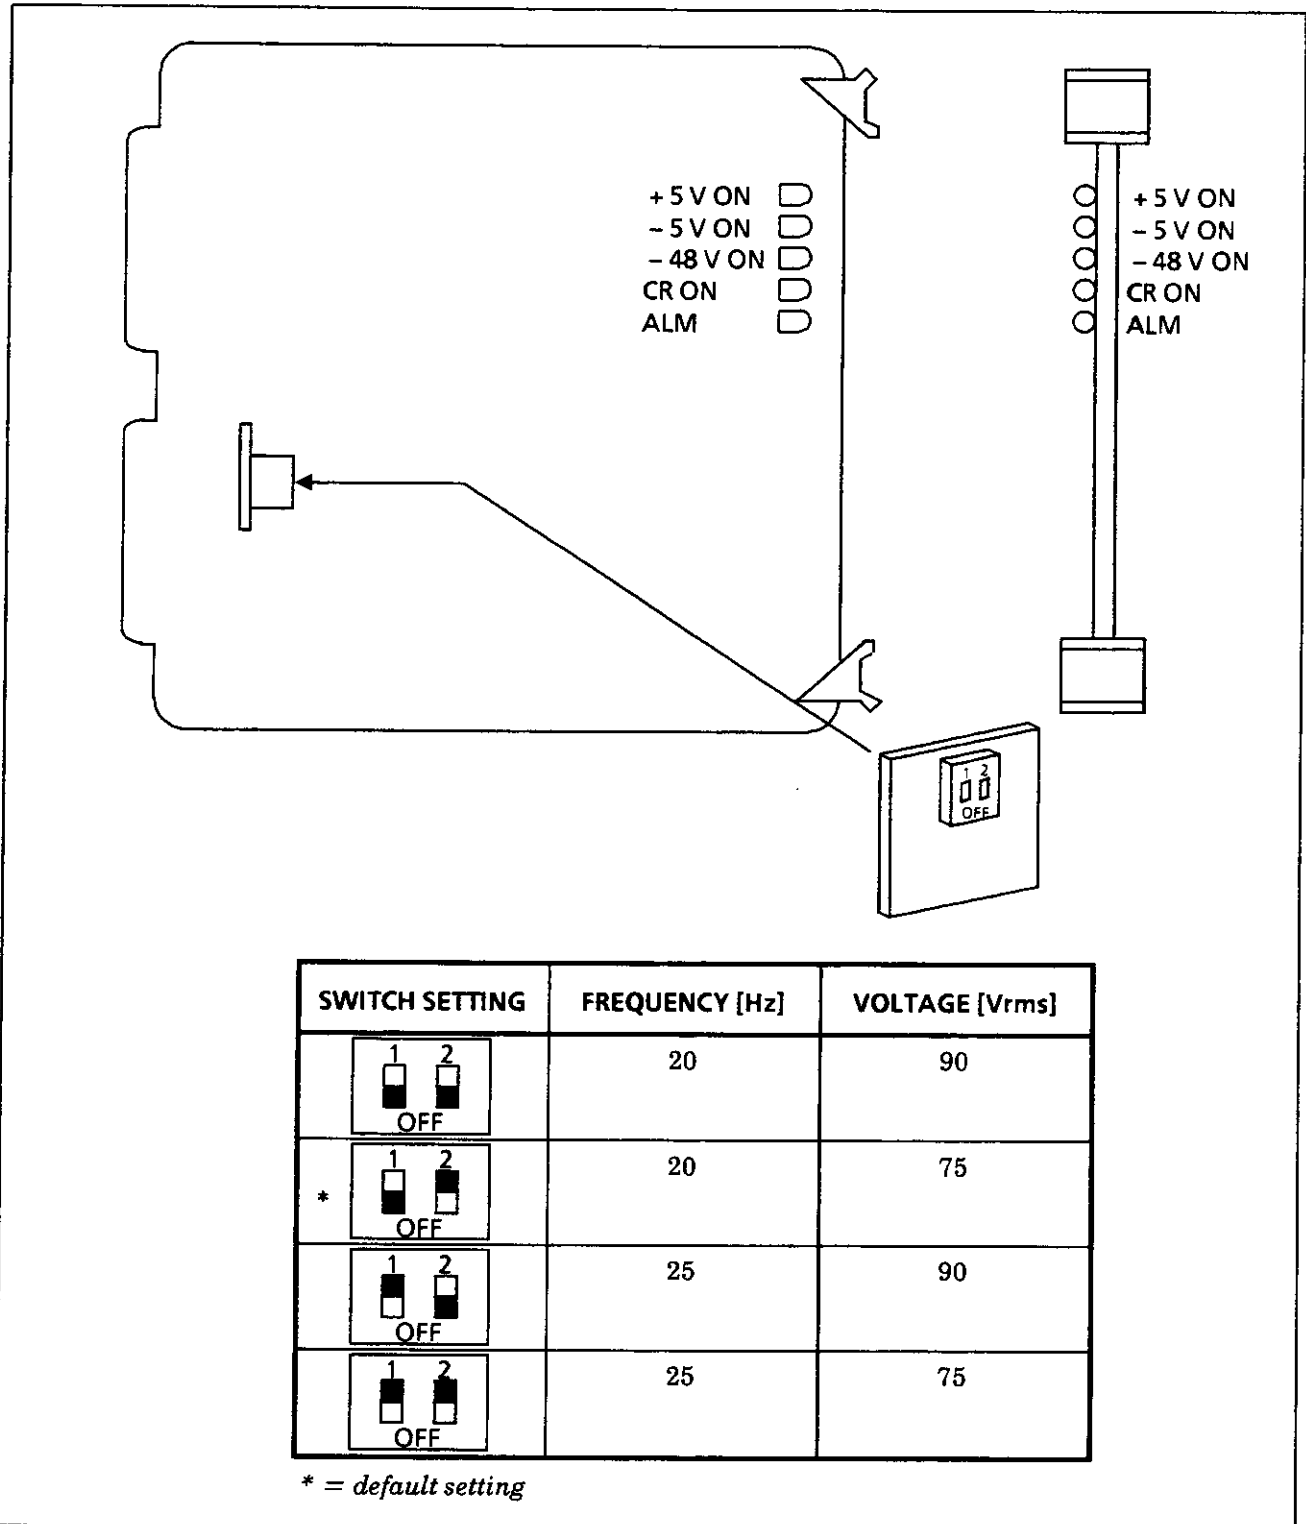 + 5 V ON
– 5 V ON
– 48 V ON
CR ON
ALM
+ 5 V ON
– 5 V ON
– 48 V ON
CR ON
ALM
1 2
OFF
SWITCH SETTING FREQUENCY [Hz] VOLTAGE [Vrms]
1 2
OFF
20 90
* 1 2
OFF
20 75
1 2
OFF
25 90
1 2
OFF
25 75
* = default setting